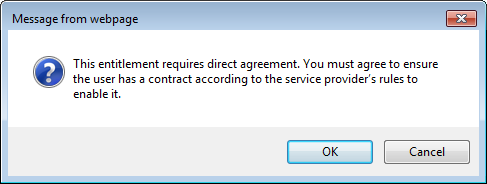 Message from webpage
This entitlement requires direct agreement. You must agree to ensure
the user has a contract according to the service provider's rules to
enable it.
OK
Cancel